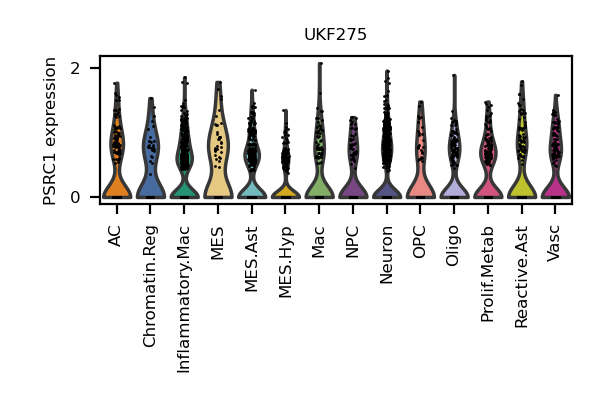 UKF275
PSRC1 expression
2
0
AC
Chromatin.Reg
Inflammatory.Mac
MES
MES.Ast
MES.Hyp
Mac
NPC
Neuron
OPC
Oligo
Prolif.Metab
Reactive.Ast
Vasc